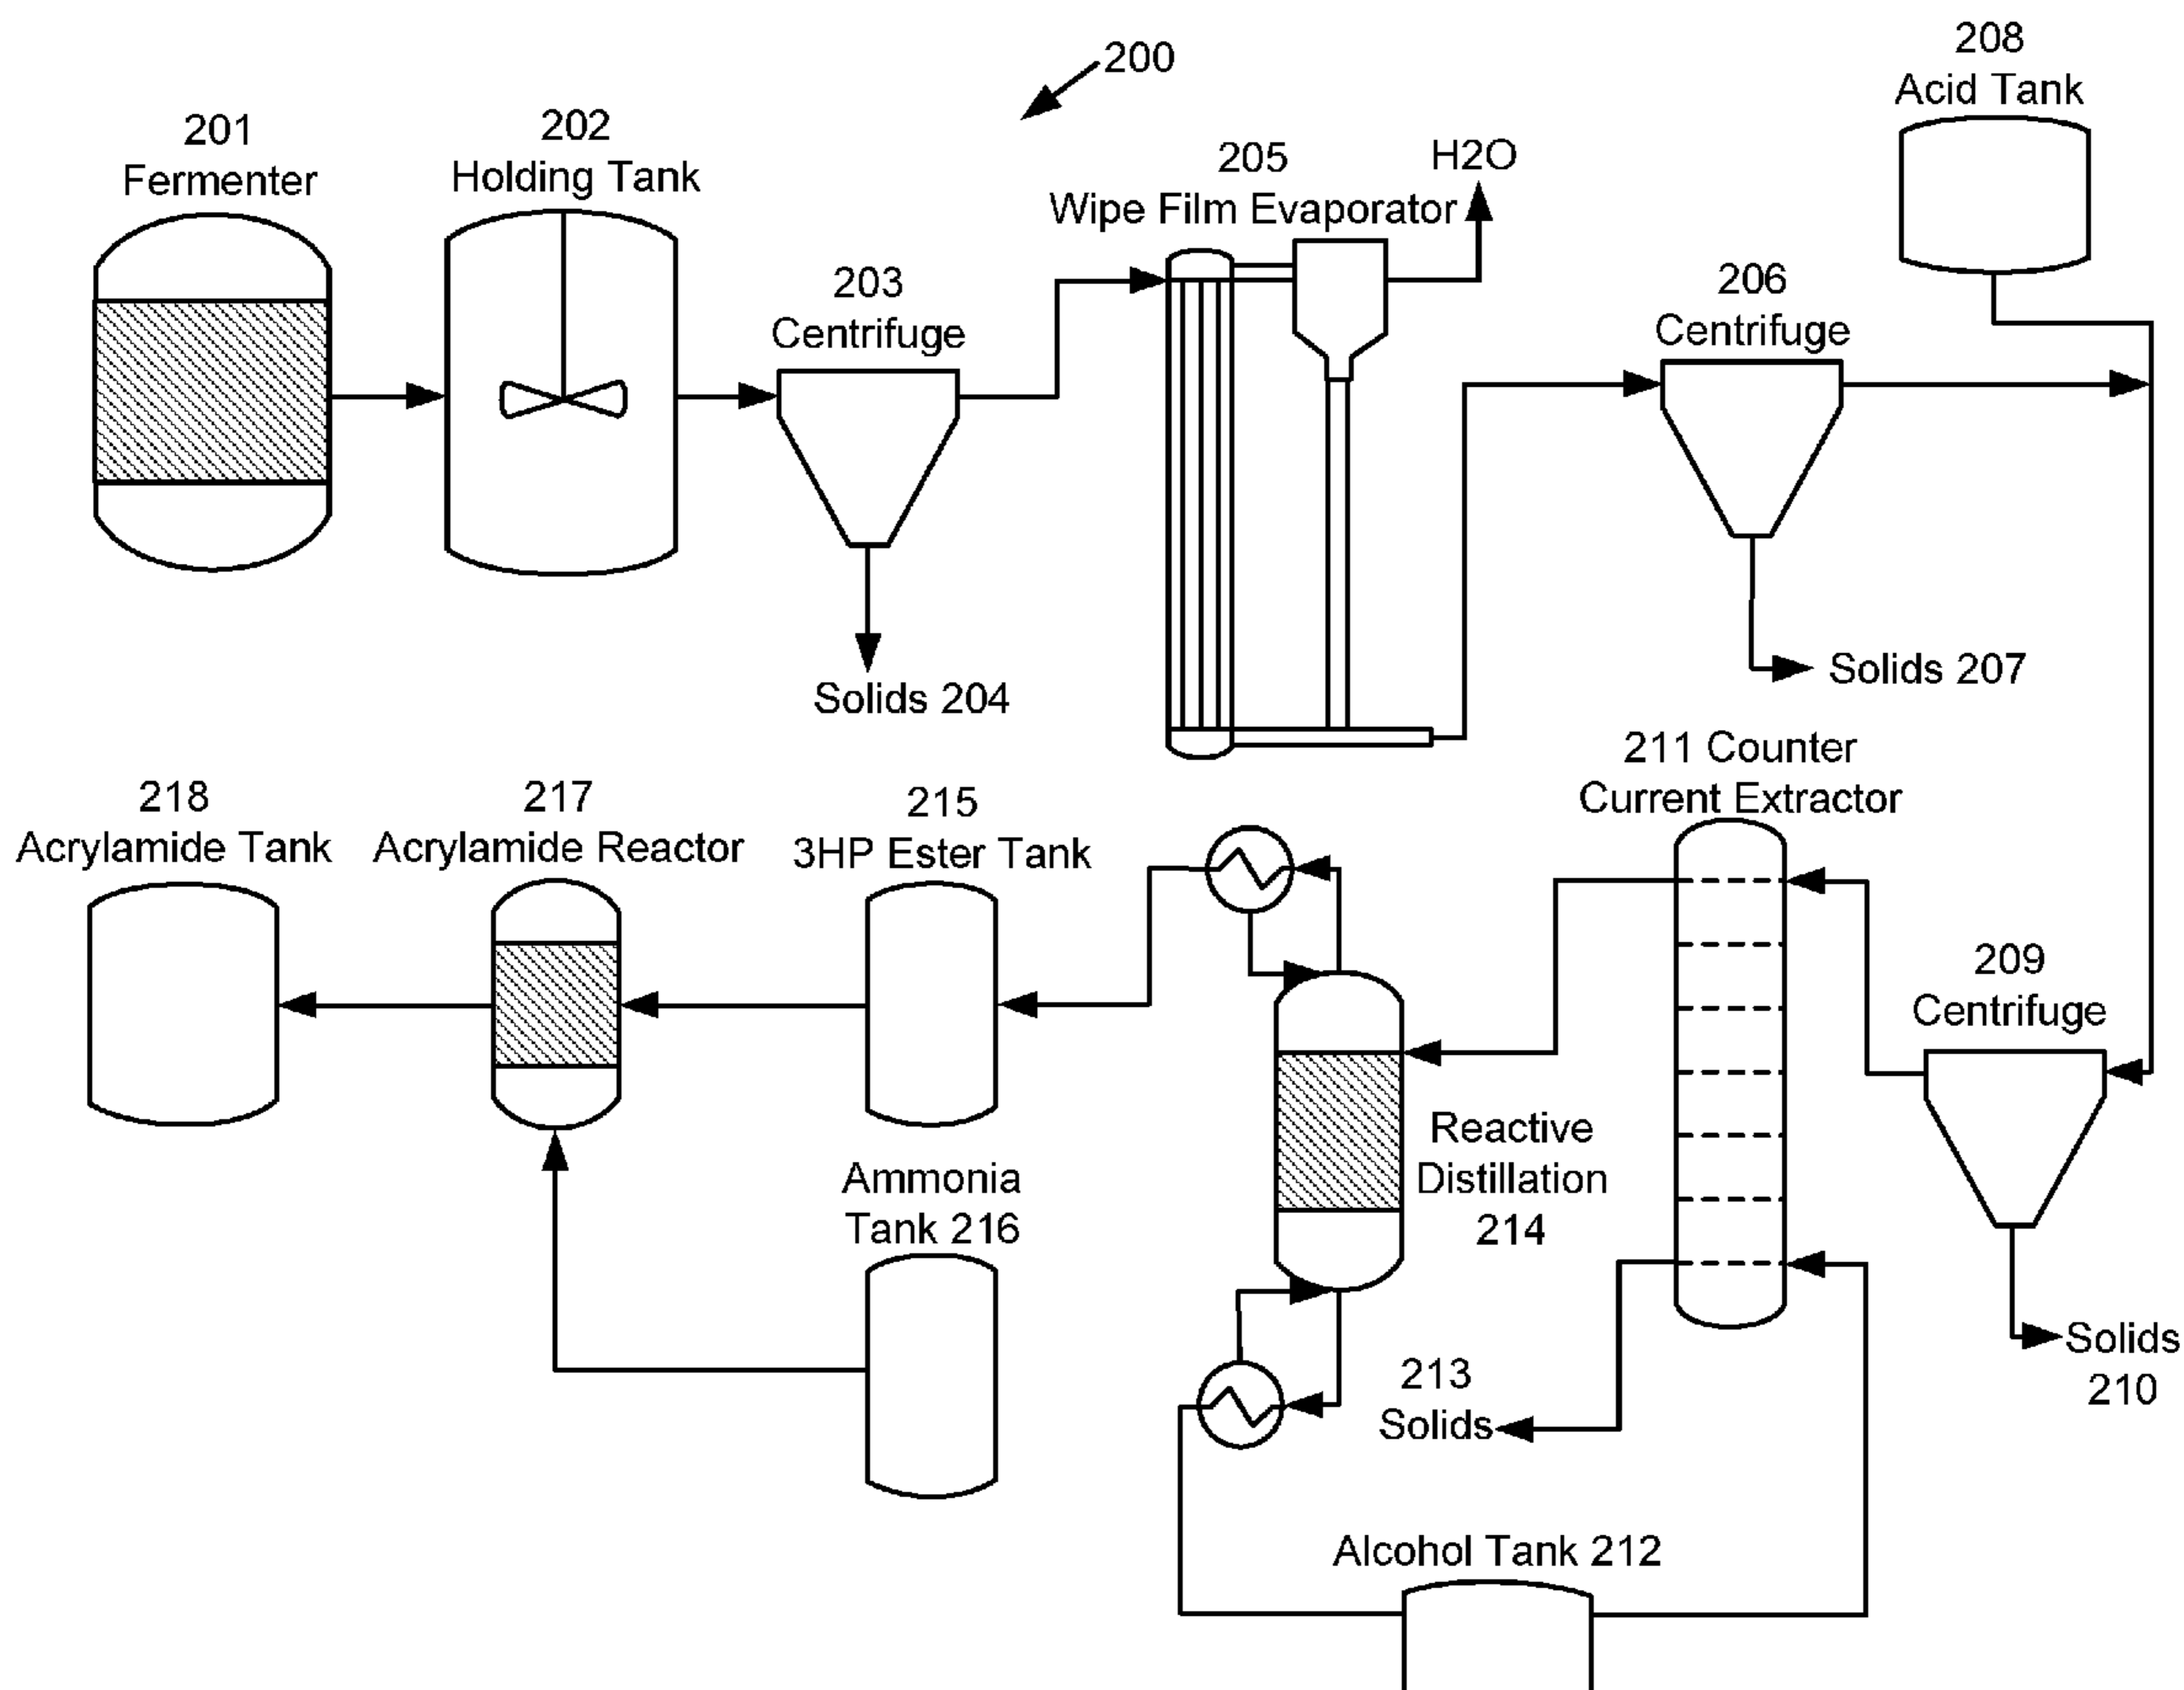 200
208
Acid Tank
201
Fermenter
202
Holding Tank
205
Wipe Film Evaporator
H2O
203
Centrifuge
206
Centrifuge
Solids 204
Solids 207
218
Acrylamide Tank
217
Acrylamide Reactor
215
3HP Ester Tank
211 Counter
Current Extractor
209
Centrifuge
Reactive
Distillation
214
Ammonia
Tank 216
213
Solids
Solids
210
Alcohol Tank 212